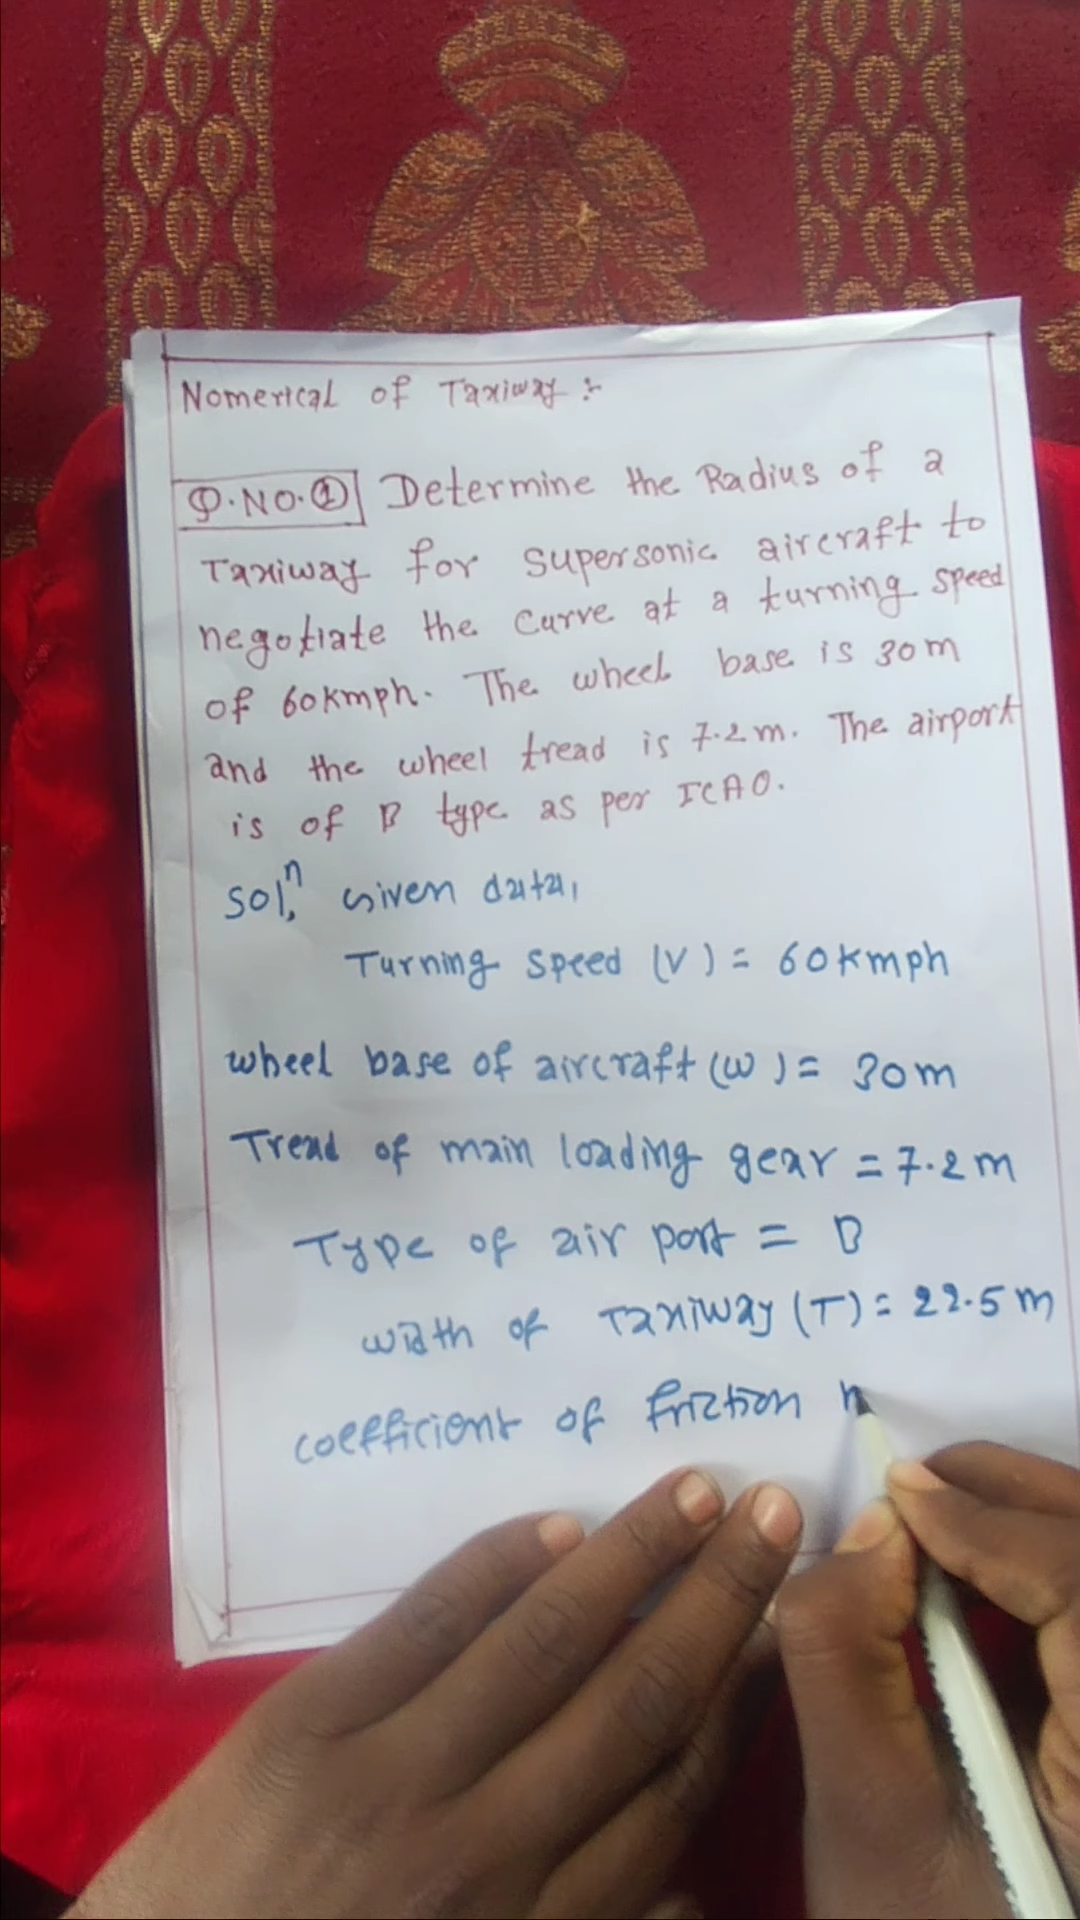 Nomerical of Taxiway :-
Q.NO.① Determine the Radius of a
Taxiway for supersonic aircraft to
negotiate the curve at a turning speed
of 60kmph. The wheel base is 30m
and the wheel tread is 7.2m. The airport
is of B type as per ICAO.
Solⁿ, Given data,
Turning speed (V) = 60kmph
wheel base of aircraft (w) = 30m
Tread of main loading gear = 7.2m
Type of air port = B
width of Taxiway (T) = 22.5m
coefficient of friction